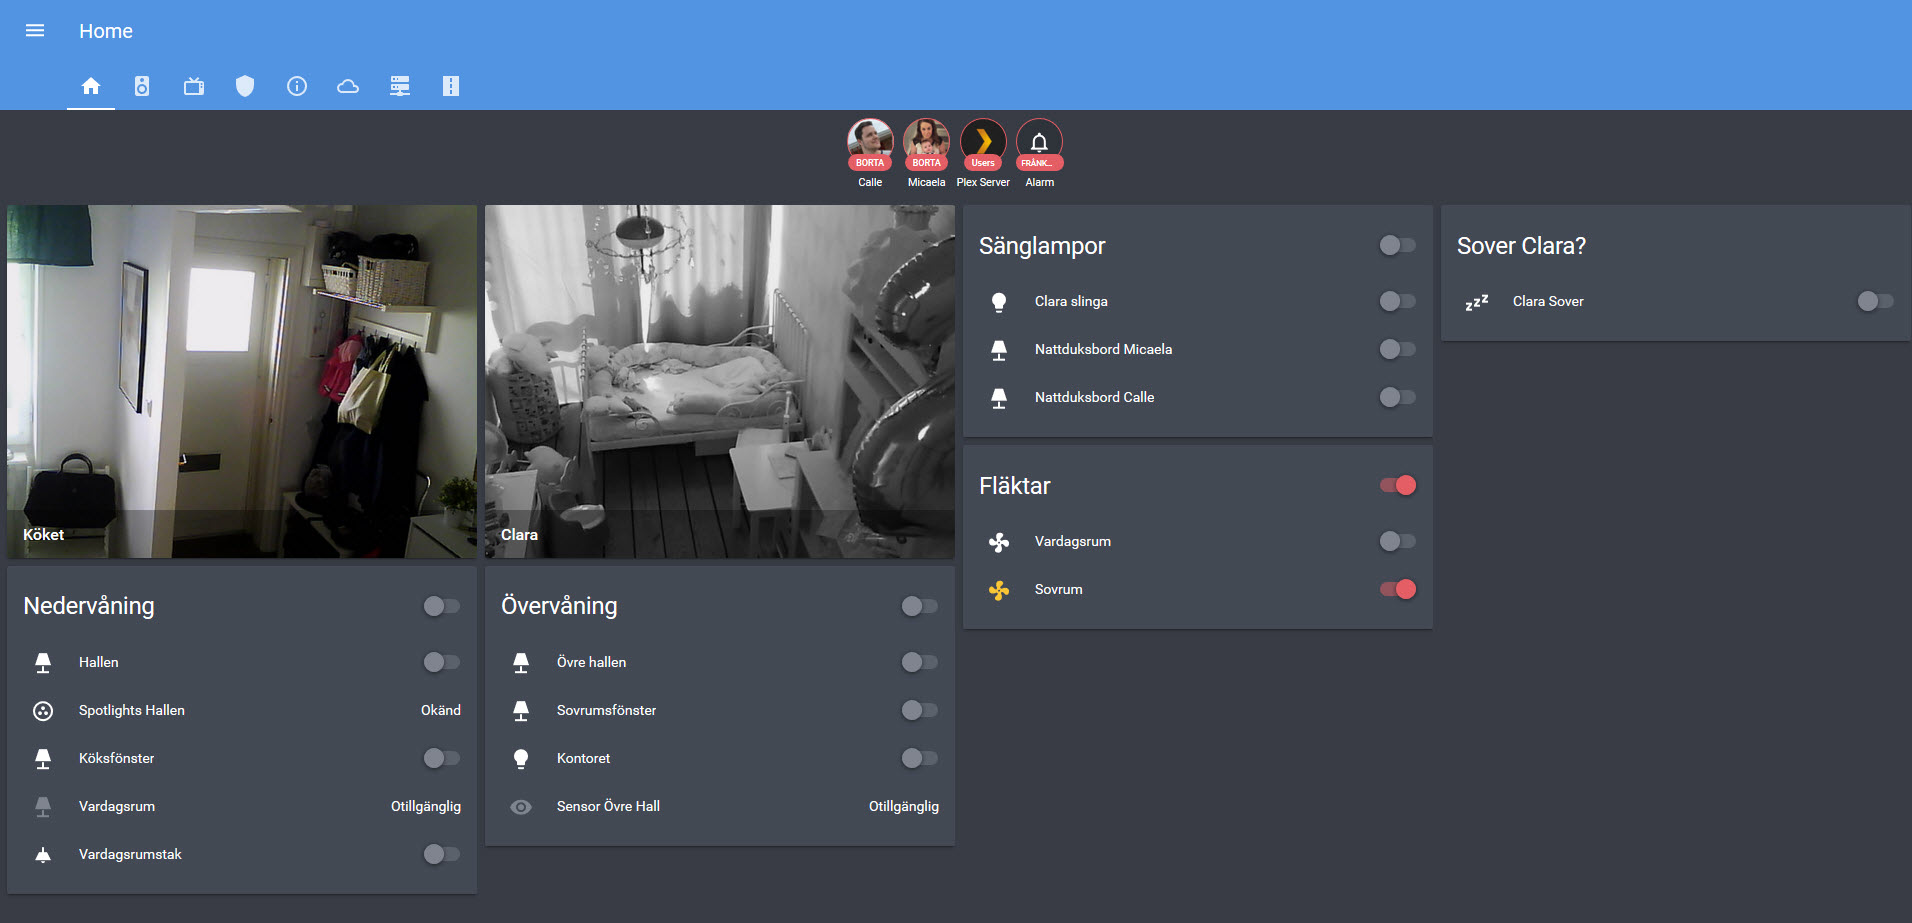 Home
BORTA
BORTA
Users
FRÅNK...
Calle
Micaela
Plex Server
Alarm
Köket
Clara
Nedervåning
Hallen
Spotlights Hallen
Okänd
Köksfönster
Vardagsrum
Otillgänglig
Vardagsrumstak
Övervåning
Övre hallen
Sovrumsfönster
Kontoret
Sensor Övre Hall
Otillgänglig
Sänglampor
Clara slinga
Nattduksbord Micaela
Nattduksbord Calle
Fläktar
Vardagsrum
Sovrum
Sover Clara?
zzz
Clara Sover